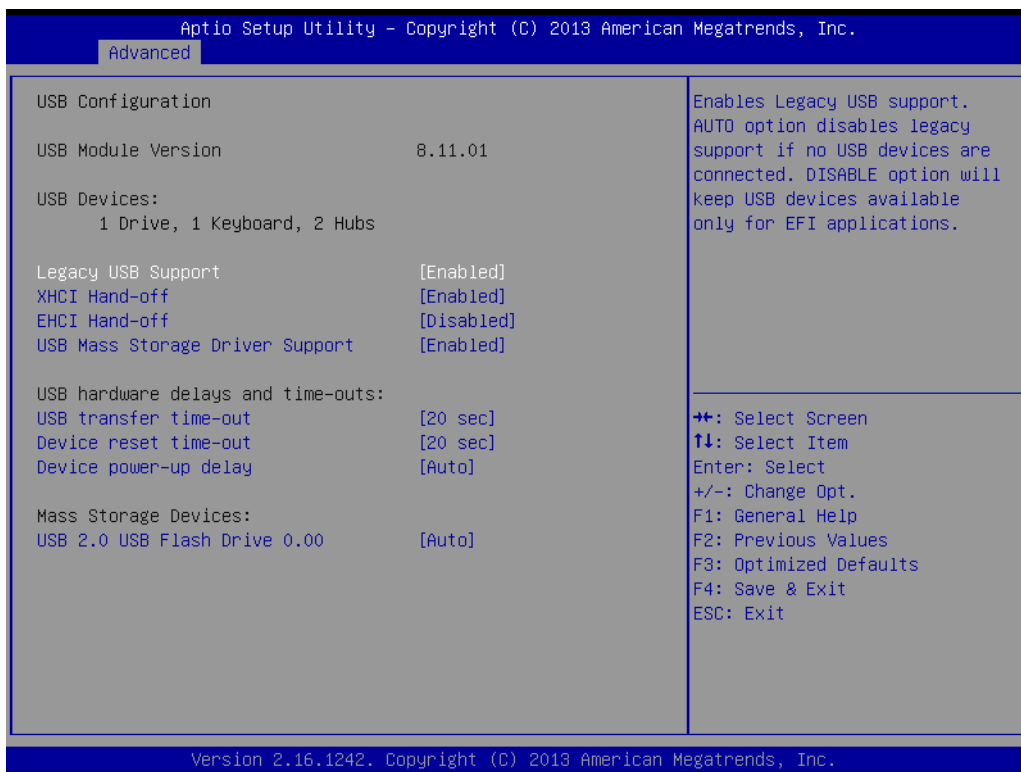 Aptio Setup Utility – Copyright (C) 2013 American Megatrends, Inc.
Advanced
USB Configuration
USB Module Version 8.11.01
USB Devices:
1 Drive, 1 Keyboard, 2 Hubs
Legacy USB Support [Enabled]
XHCI Hand-off [Enabled]
EHCI Hand-off [Disabled]
USB Mass Storage Driver Support [Enabled]
USB hardware delays and time-outs:
USB transfer time-out [20 sec]
Device reset time-out [20 sec]
Device power-up delay [Auto]
Mass Storage Devices:
USB 2.0 USB Flash Drive 0.00 [Auto]
Enables Legacy USB support.
AUTO option disables legacy
support if no USB devices are
connected. DISABLE option will
keep USB devices available
only for EFI applications.
→←: Select Screen
↑↓: Select Item
Enter: Select
+/-: Change Opt.
F1: General Help
F2: Previous Values
F3: Optimized Defaults
F4: Save & Exit
ESC: Exit
Version 2.16.1242. Copyright (C) 2013 American Megatrends, Inc.